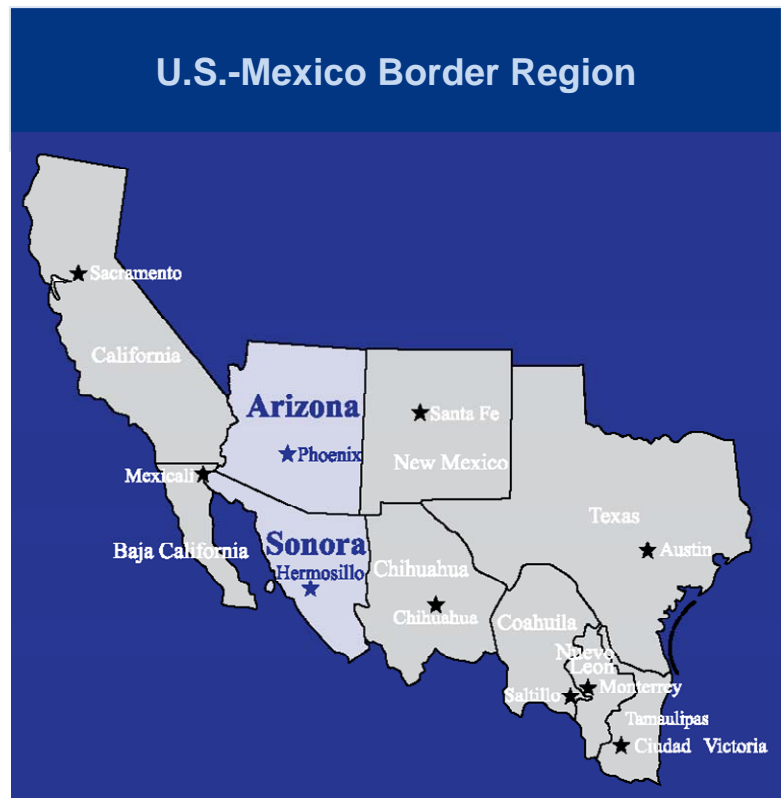 U.S.-Mexico Border Region
Sacramento
California
Arizona
Santa Fe
Phoenix
New Mexico
Mexicali
Texas
Baja California
Sonora
Austin
Chihuahua
Hermosillo
Chihuahua
Coahuila
Nuevo
Leon
Monterrey
Saltillo
Tamaulipas
Ciudad Victoria